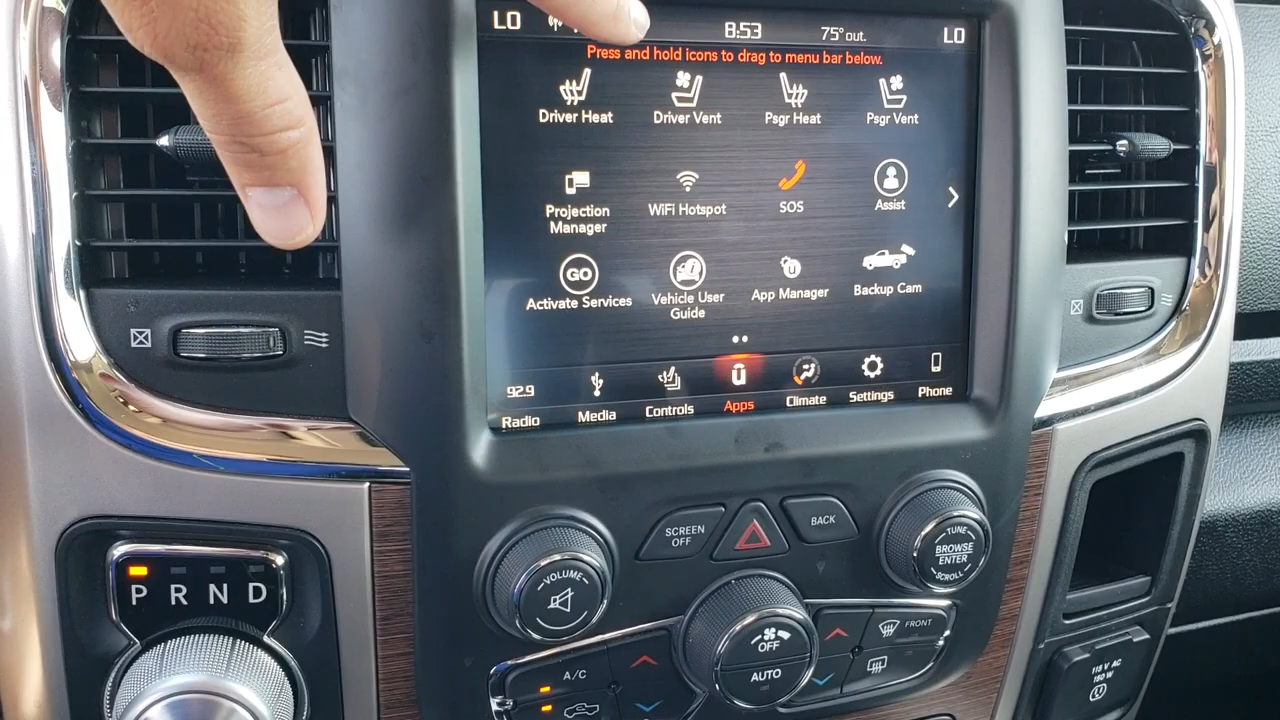 LO 8:53 75° out. LO
Press and hold icons to drag to menu bar below.
Driver Heat Driver Vent Psgr Heat Psgr Vent
Projection Manager WiFi Hotspot SOS Assist
GO
Activate Services Vehicle User Guide App Manager Backup Cam
92.9
Radio Media Controls Apps Climate Settings Phone
SCREEN OFF BACK
VOLUME
TUNE
BROWSE
ENTER
SCROLL
P R N D
OFF
AUTO
FRONT
A/C
115 V AC
150 W